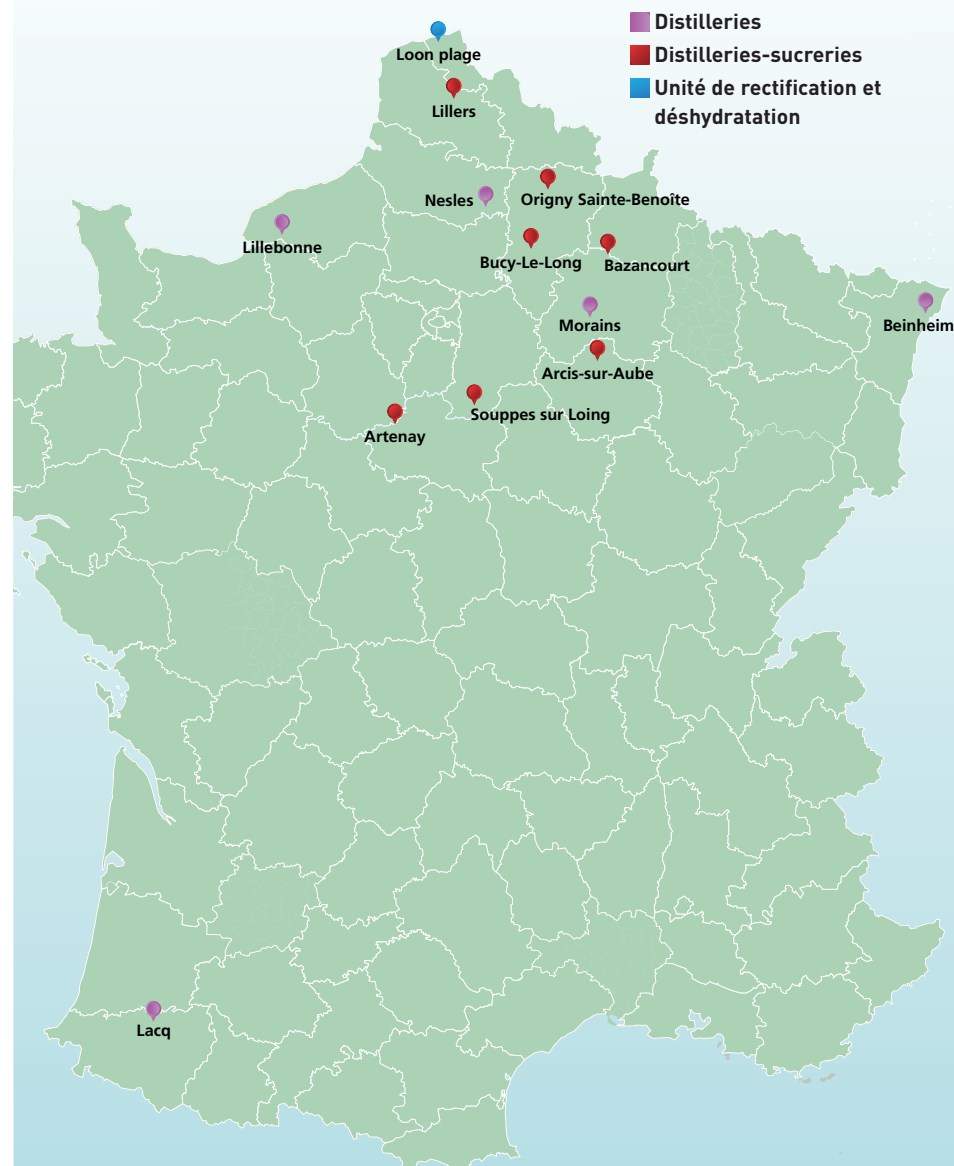 Distilleries
Distilleries-sucreries
Unité de rectification et
déshydratation
Loon plage
Lillers
Nesles
Origny Sainte-Benoîte
Lillebonne
Bucy-Le-Long
Bazancourt
Morains
Beinheim
Arcis-sur-Aube
Souppes sur Loing
Artenay
Lacq